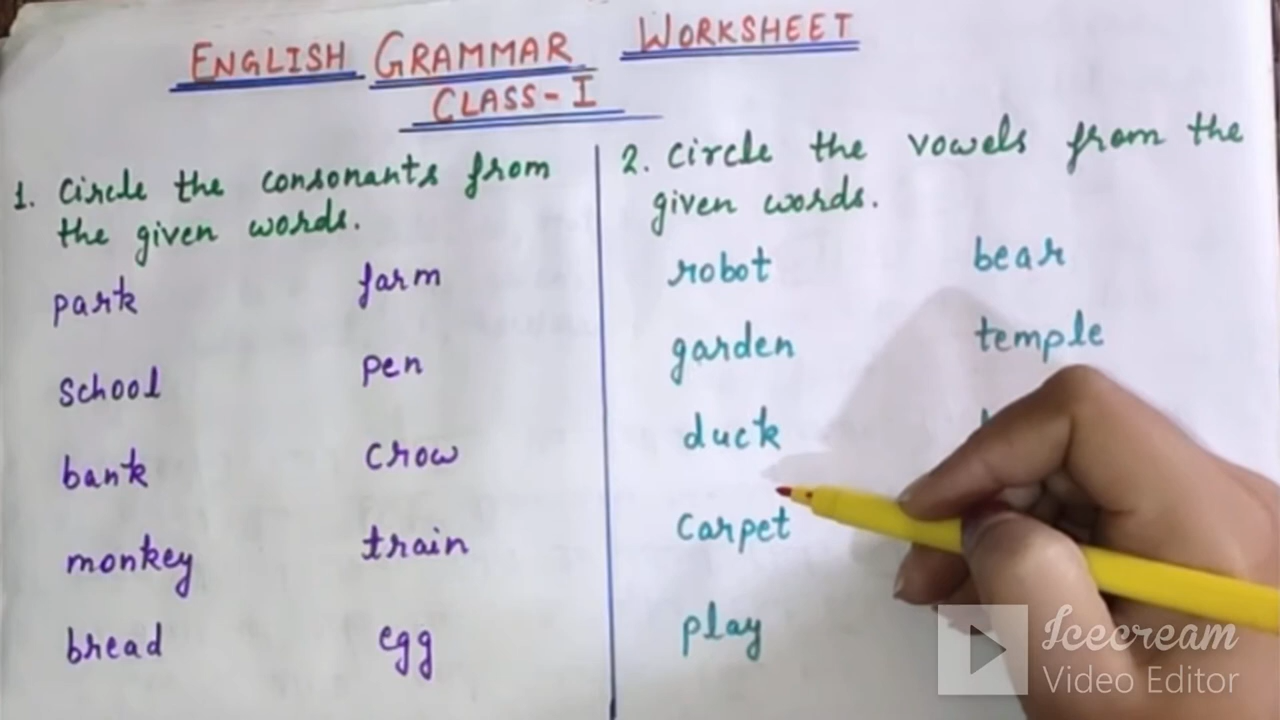 ENGLISH GRAMMAR WORKSHEET
CLASS-I
1. Circle the consonants from
the given words.
park farm
school pen
bank crow
monkey train
bread egg
2. Circle the vowels from the
given words.
robot bear
garden temple
duck
carpet
play
Icecream
Video Editor